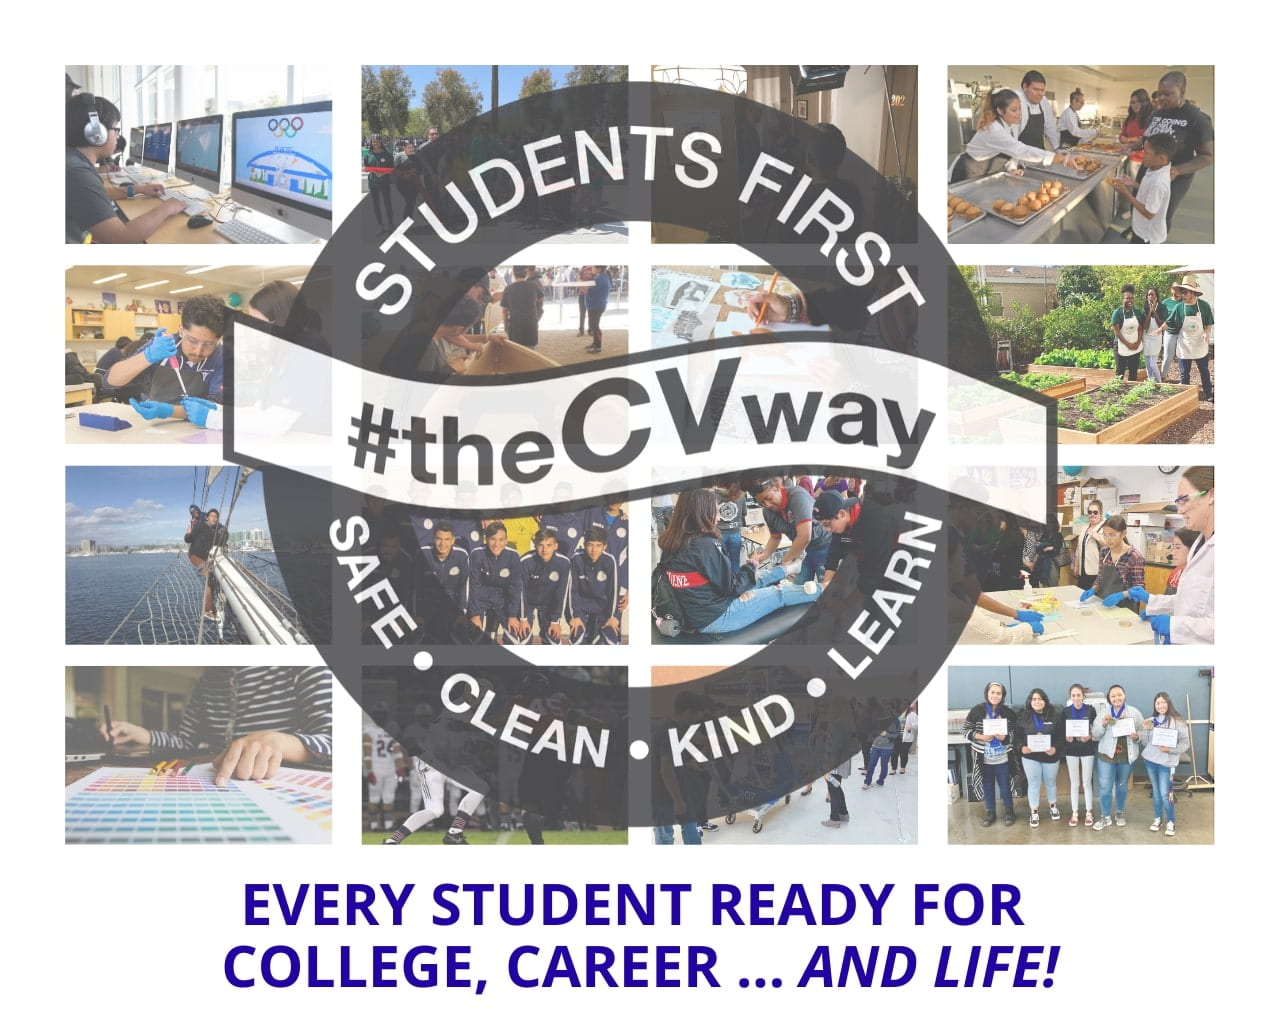 STUDENTS FIRST
#theCVway
SAFE • CLEAN • KIND • LEARN
EVERY STUDENT READY FOR
COLLEGE, CAREER ... AND LIFE!